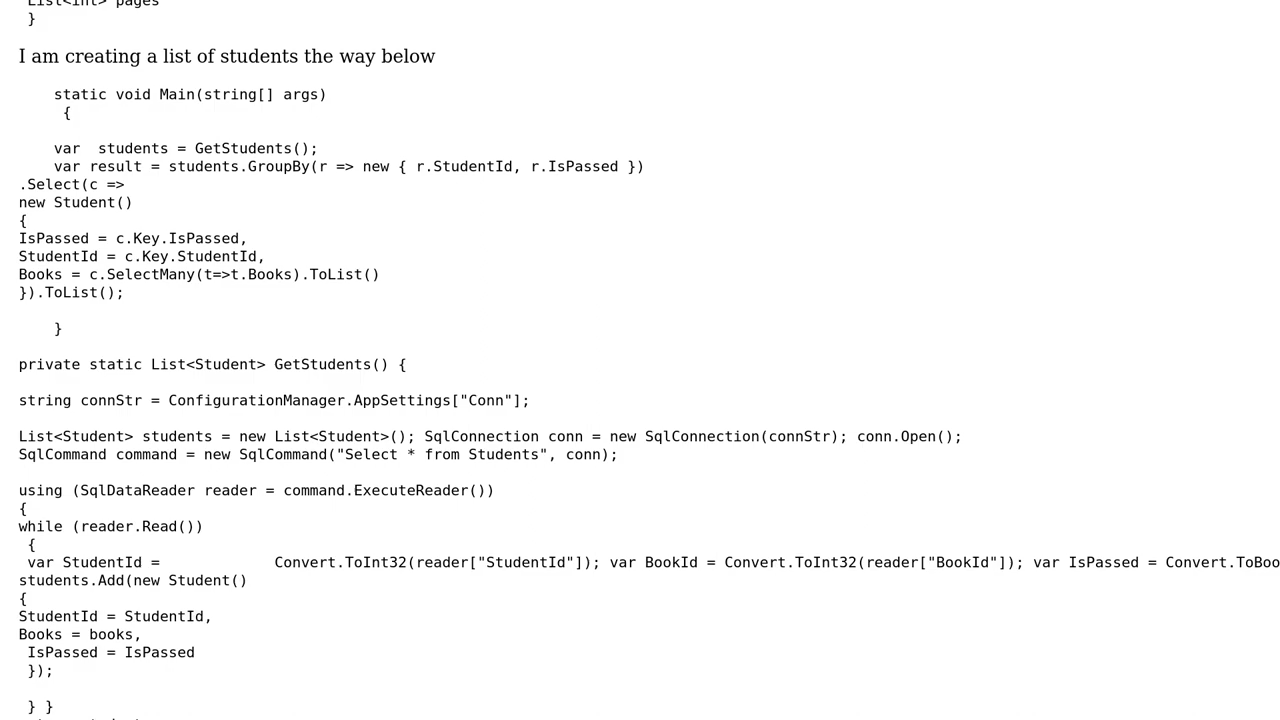 List<int> pages
}
I am creating a list of students the way below
static void Main(string[] args)
{
var  students = GetStudents();
var result = students.GroupBy(r => new { r.StudentId, r.IsPassed })
.Select(c =>
new Student()
{
IsPassed = c.Key.IsPassed,
StudentId = c.Key.StudentId,
Books = c.SelectMany(t=>t.Books).ToList()
}).ToList();
}
private static List<Student> GetStudents() {
string connStr = ConfigurationManager.AppSettings["Conn"];
List<Student> students = new List<Student>(); SqlConnection conn = new SqlConnection(connStr); conn.Open();
SqlCommand command = new SqlCommand("Select * from Students", conn);
using (SqlDataReader reader = command.ExecuteReader())
{
while (reader.Read())
{
var StudentId =             Convert.ToInt32(reader["StudentId"]); var BookId = Convert.ToInt32(reader["BookId"]); var IsPassed = Convert.ToBoo
students.Add(new Student()
{
StudentId = StudentId,
Books = books,
IsPassed = IsPassed
});
} }